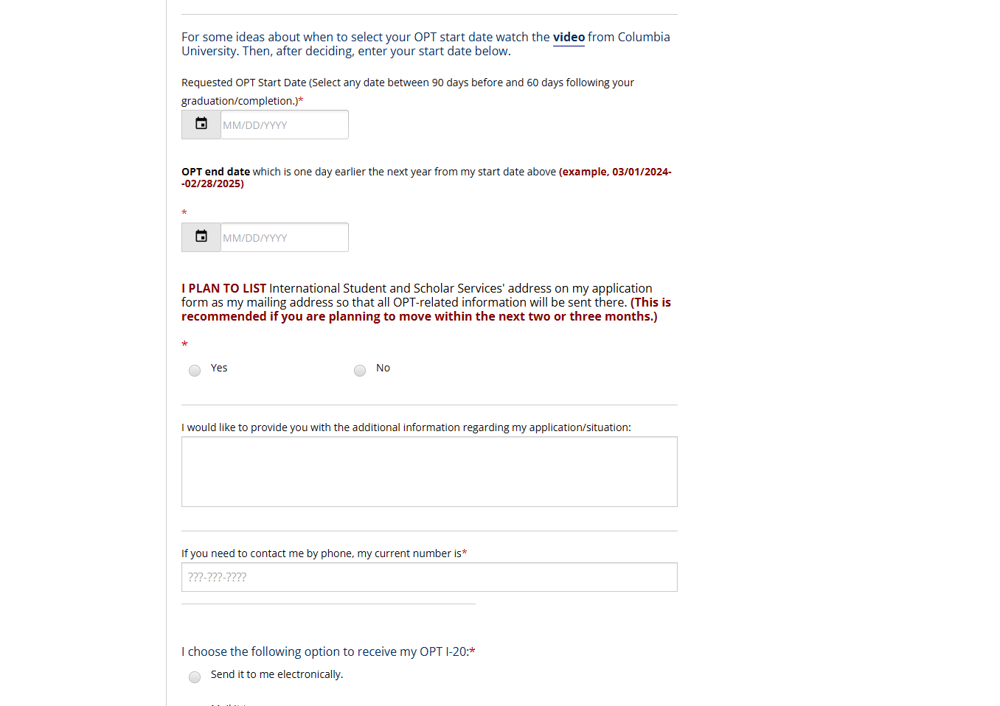 For some ideas about when to select your OPT start date watch the video from Columbia
University. Then, after deciding, enter your start date below.
Requested OPT Start Date (Select any date between 90 days before and 60 days following your
graduation/completion.)*
MM/DD/YYYY
OPT end date which is one day earlier the next year from my start date above (example, 03/01/2024-
-02/28/2025)
*
MM/DD/YYYY
I PLAN TO LIST International Student and Scholar Services' address on my application
form as my mailing address so that all OPT-related information will be sent there. (This is
recommended if you are planning to move within the next two or three months.)
*
Yes No
I would like to provide you with the additional information regarding my application/situation:
If you need to contact me by phone, my current number is*
???-???-????
I choose the following option to receive my OPT I-20:*
Send it to me electronically.